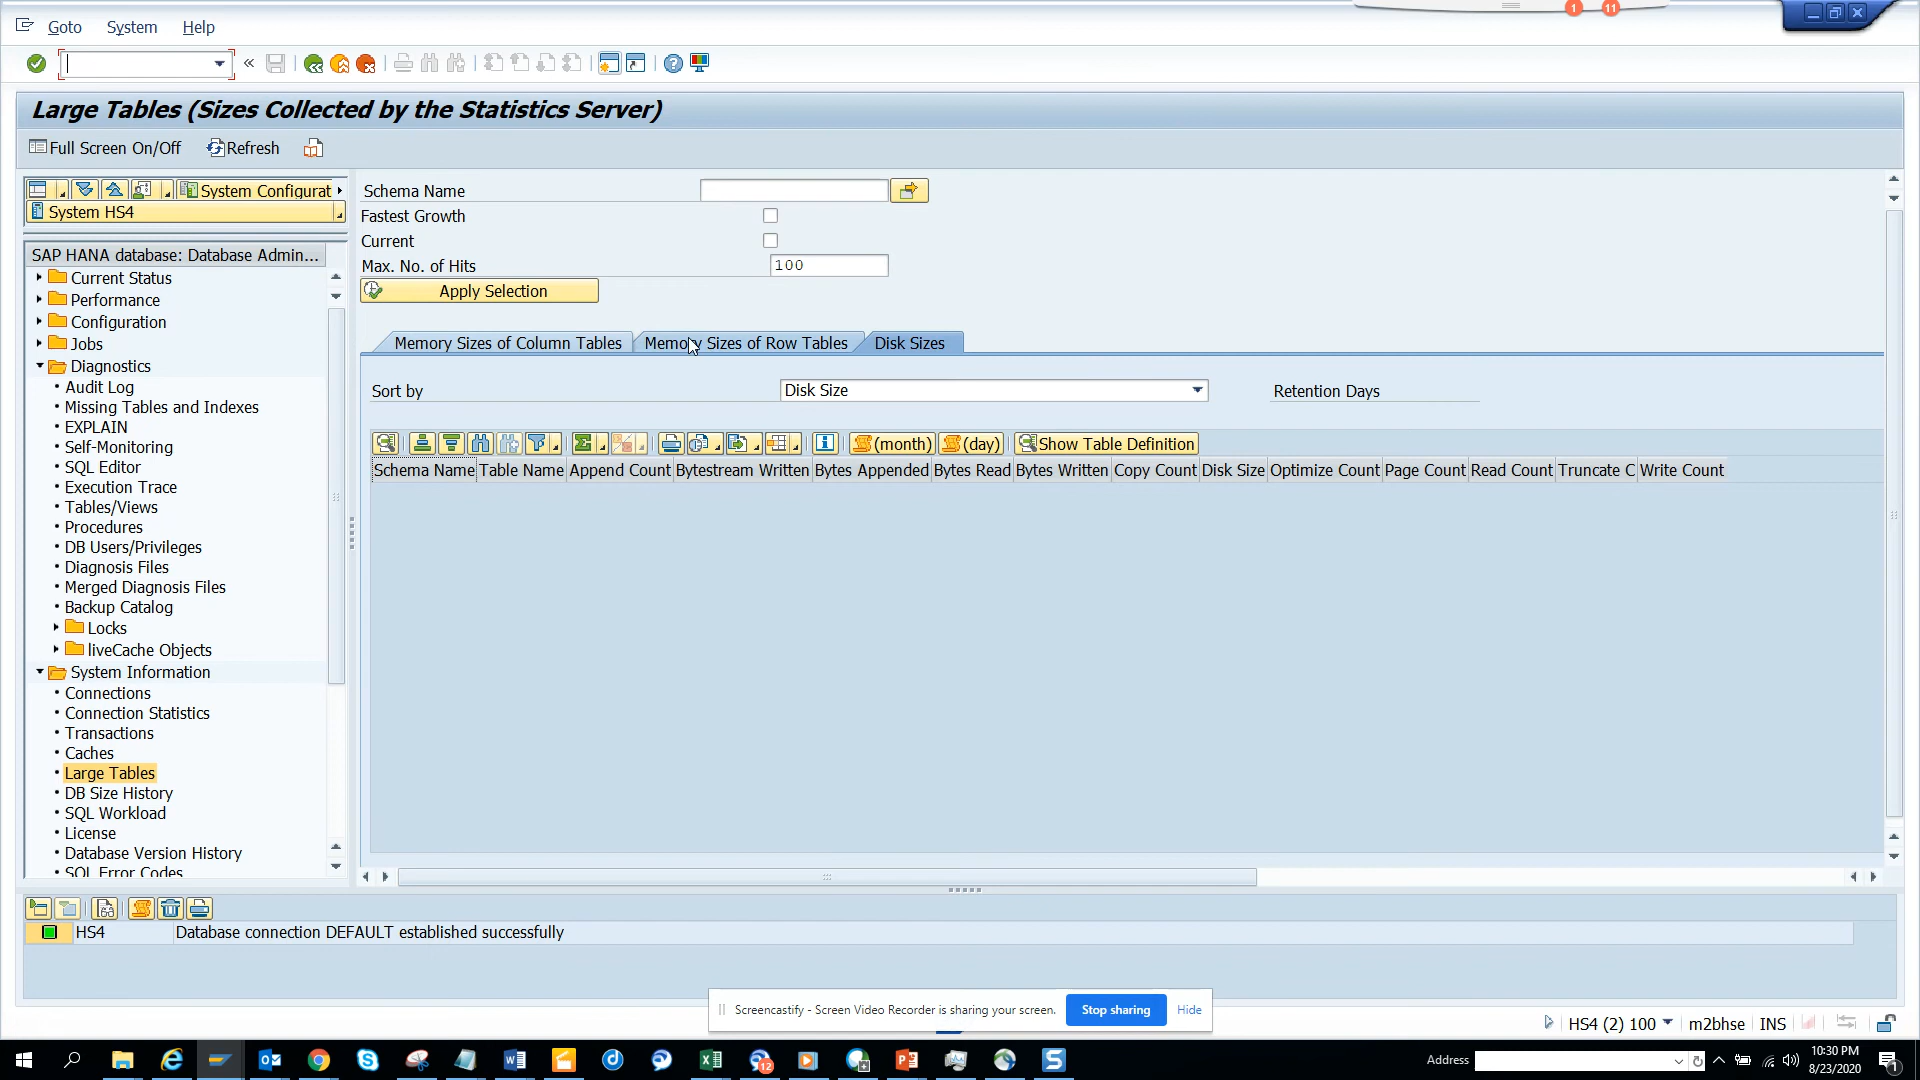 1 11
Goto System Help
Large Tables (Sizes Collected by the Statistics Server)
Full Screen On/Off Refresh
System Configurat
System HS4
SAP HANA database: Database Admin...
Current Status
Performance
Configuration
Jobs
Diagnostics
Audit Log
Missing Tables and Indexes
EXPLAIN
Self-Monitoring
SQL Editor
Execution Trace
Tables/Views
Procedures
DB Users/Privileges
Diagnosis Files
Merged Diagnosis Files
Backup Catalog
Locks
liveCache Objects
System Information
Connections
Connection Statistics
Transactions
Caches
Large Tables
DB Size History
SQL Workload
License
Database Version History
SQL Error Codes
Schema Name
Fastest Growth
Current
Max. No. of Hits 100
Apply Selection
Memory Sizes of Column Tables Memory Sizes of Row Tables Disk Sizes
Sort by Disk Size Retention Days
(month) (day) Show Table Definition
Schema Name Table Name Append Count Bytestream Written Bytes Appended Bytes Read Bytes Written Copy Count Disk Size Optimize Count Page Count Read Count Truncate C Write Count
HS4 Database connection DEFAULT established successfully
Screencastify - Screen Video Recorder is sharing your screen. Stop sharing Hide
HS4 (2) 100 m2bhse INS
12
Address
10:30 PM
8/23/2020
1